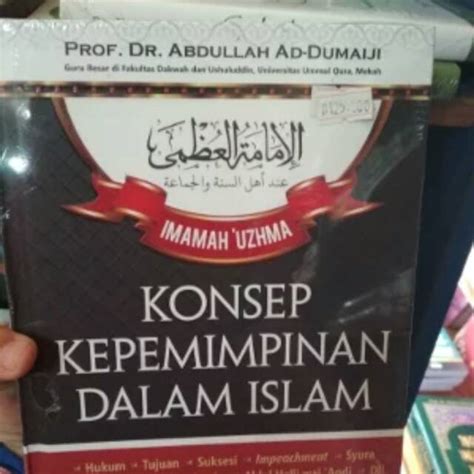 PROF. DR. ABDULLAH AD-DUMAIJI
Guru Besar di Fakultas Dakwah dan Ushuluddin, Universitas Ummul Qura, Mekah
الإمامة العظمى
عند أهل السنة والجماعة
IMAMAH 'UZHMA
KONSEP
KEPEMIMPINAN
DALAM ISLAM
Hukum Tujuan Suksesi Impeachment Syura